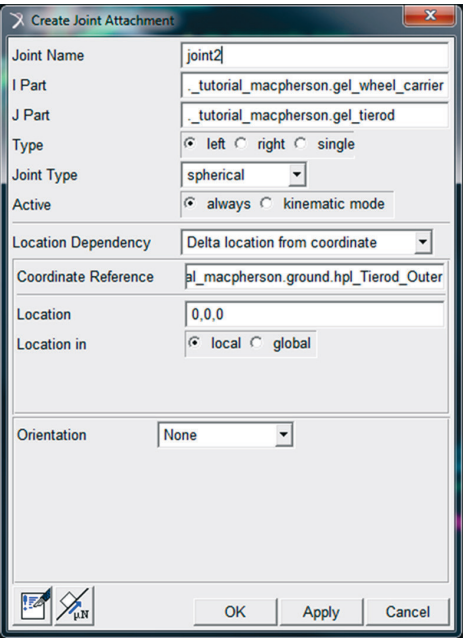 Create Joint Attachment
Joint Name joint2
I Part ._tutorial_macpherson.gel_wheel_carrier
J Part ._tutorial_macpherson.gel_tierod
Type left right single
Joint Type spherical
Active always kinematic mode
Location Dependency Delta location from coordinate
Coordinate Reference al_macpherson.ground.hpl_Tierod_Outer
Location 0,0,0
Location in local global
Orientation None
μN
OK Apply Cancel